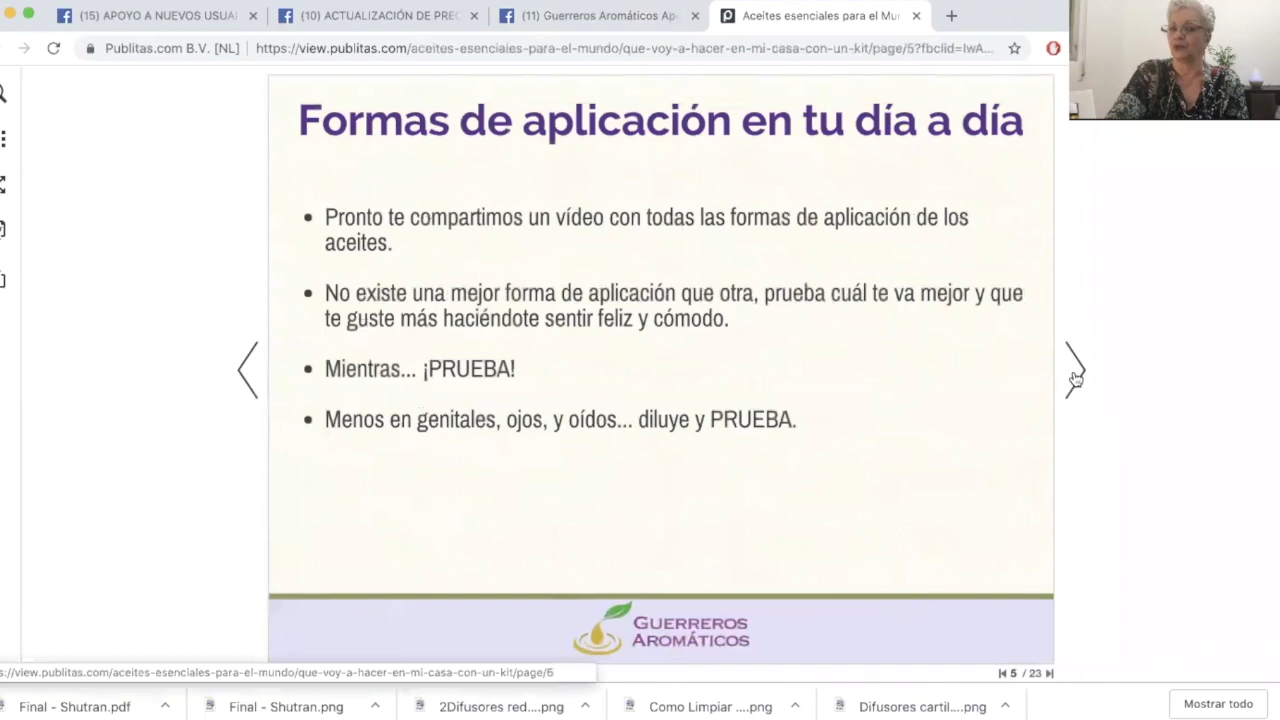 (15) APOYO A NUEVOS USUA
(10) ACTUALIZACIÓN DE PREC
(11) Guerreros Aromáticos Ap
Aceites esenciales para el Mur
Publitas.com B.V. [NL]
https://view.publitas.com/aceites-esenciales-para-el-mundo/que-voy-a-hacer-en-mi-casa-con-un-kit/page/5?fbclid=IwA...
Formas de aplicación en tu día a día
• Pronto te compartimos un vídeo con todas las formas de aplicación de los
aceites.
• No existe una mejor forma de aplicación que otra, prueba cuál te va mejor y que
te guste más haciéndote sentir feliz y cómodo.
• Mientras... ¡PRUEBA!
• Menos en genitales, ojos, y oídos... diluye y PRUEBA.
GUERREROS
AROMÁTICOS
s://view.publitas.com/aceites-esenciales-para-el-mundo/que-voy-a-hacer-en-mi-casa-con-un-kit/page/5
5 / 23
Final - Shutran.pdf
Final - Shutran.png
2Difusores red....png
Como Limpiar ....png
Difusores cartil....png
Mostrar todo